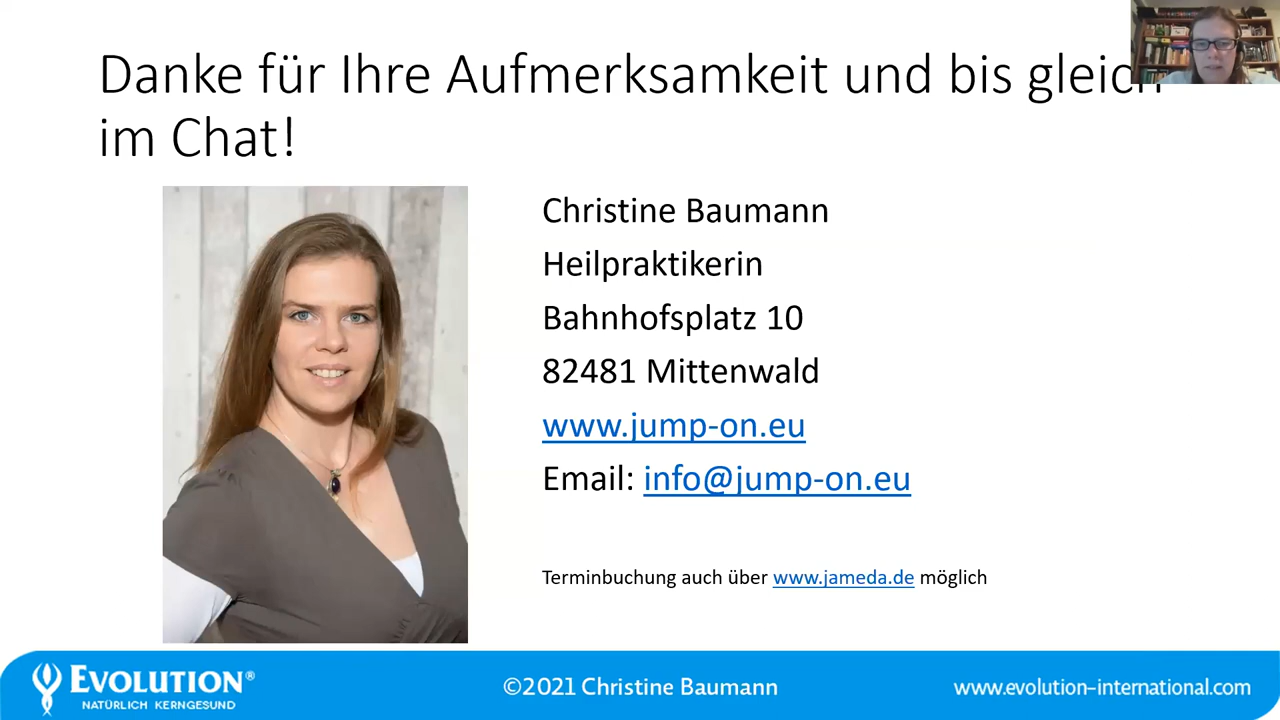 Danke für Ihre Aufmerksamkeit und bis gleich
im Chat!
Christine Baumann
Heilpraktikerin
Bahnhofsplatz 10
82481 Mittenwald
www.jump-on.eu
Email: info@jump-on.eu
Terminbuchung auch über www.jameda.de möglich
EVOLUTION®
NATÜRLICH KERNGESUND
©2021 Christine Baumann
www.evolution-international.com